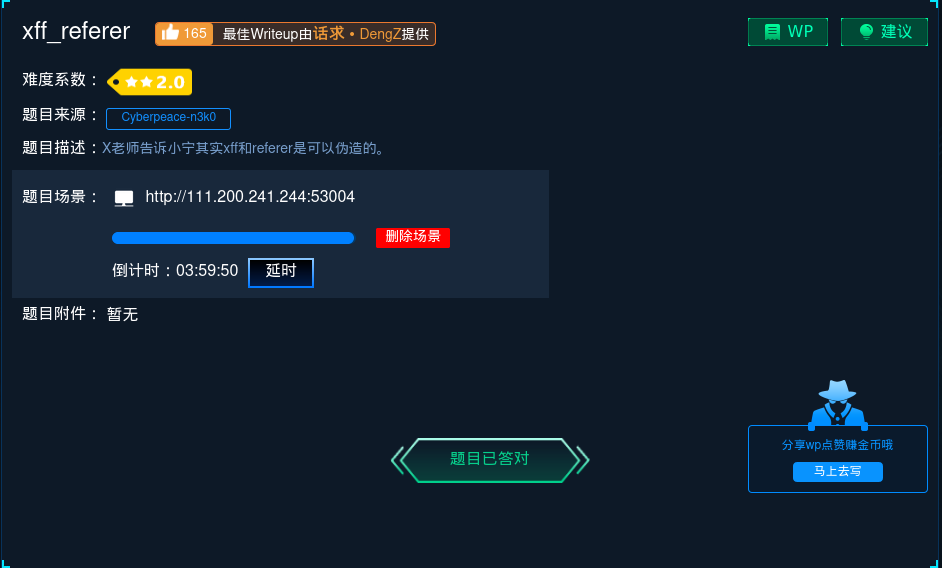 xff_referer 165 最佳Writeup由话求·DengZ提供 WP 建议
难度系数： 2.0
题目来源： Cyberpeace-n3k0
题目描述：X老师告诉小宁其实xff和referer是可以伪造的。
题目场景： http://111.200.241.244:53004
删除场景
倒计时：03:59:50 延时
题目附件： 暂无
题目已答对
分享wp点赞赚金币哦
马上去写